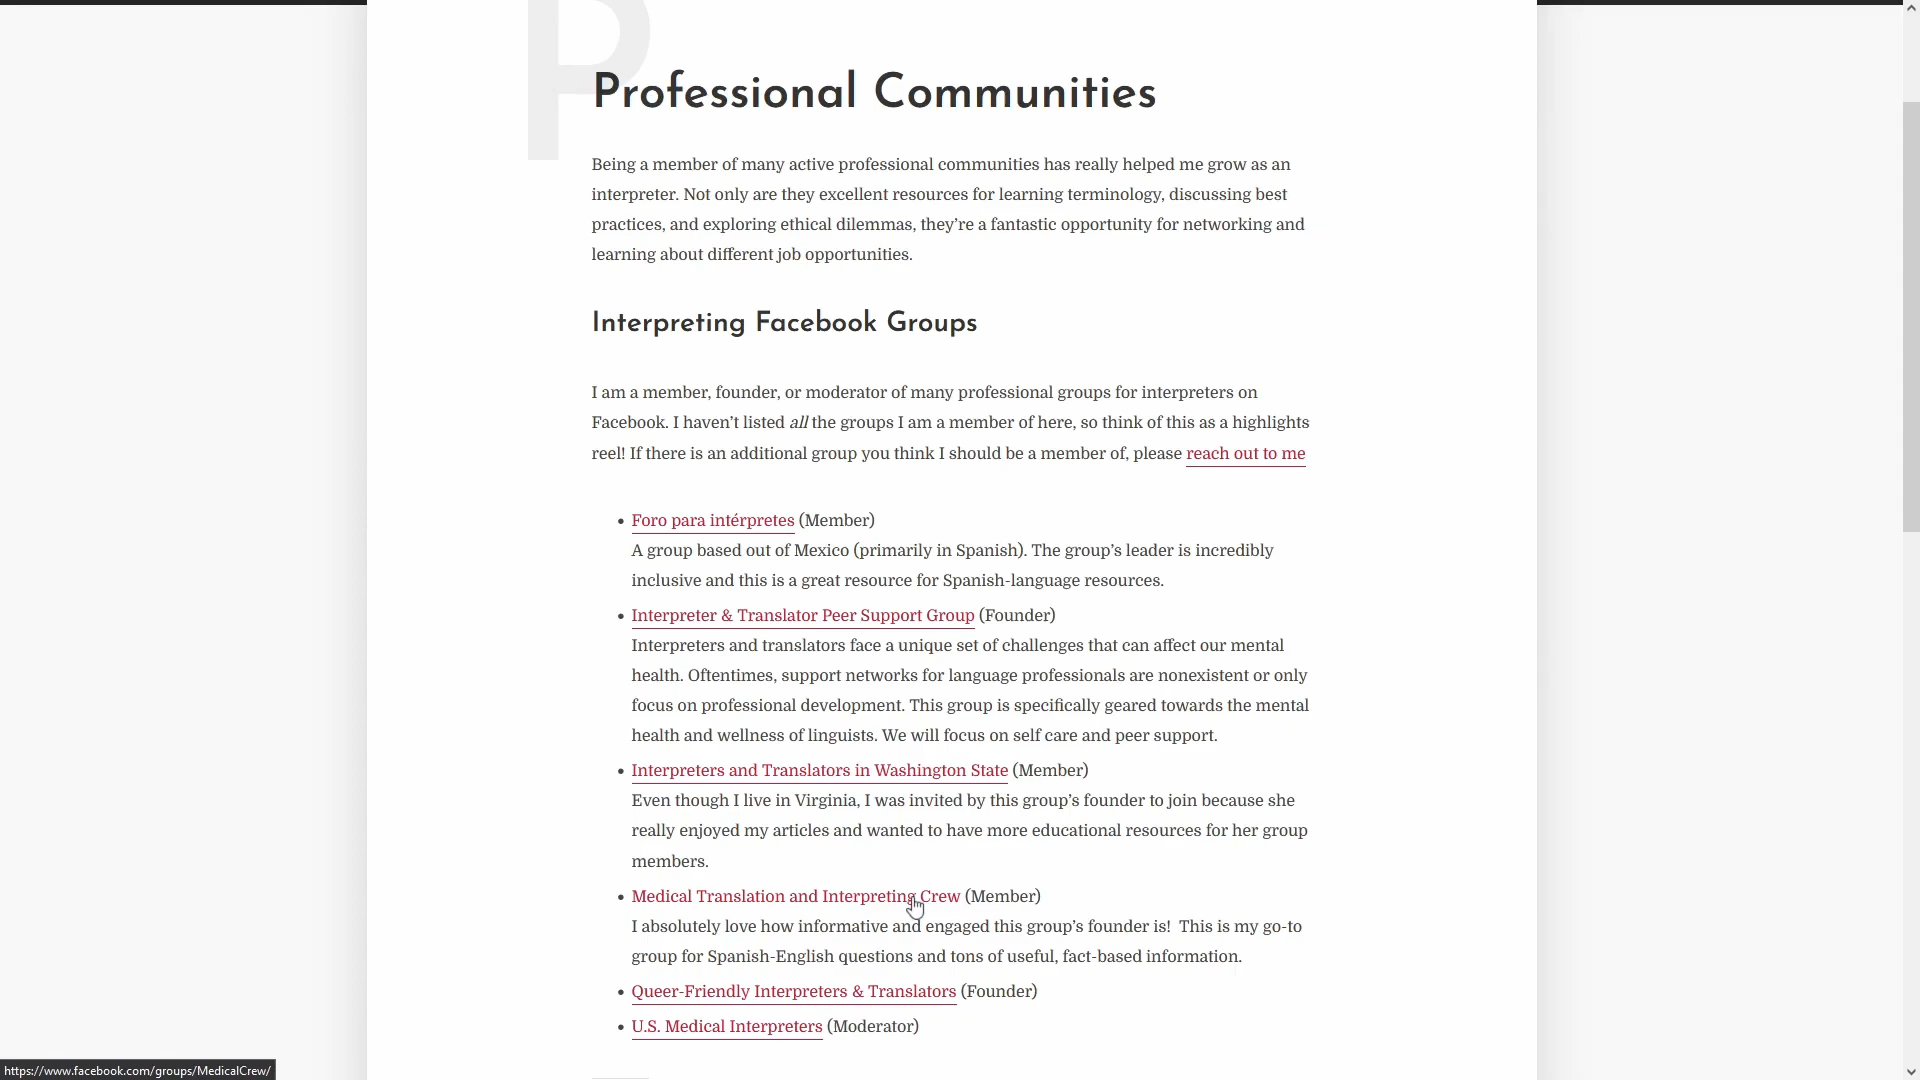 P
Professional Communities
Being a member of many active professional communities has really helped me grow as an
interpreter. Not only are they excellent resources for learning terminology, discussing best
practices, and exploring ethical dilemmas, they’re a fantastic opportunity for networking and
learning about different job opportunities.
Interpreting Facebook Groups
I am a member, founder, or moderator of many professional groups for interpreters on
Facebook. I haven’t listed all the groups I am a member of here, so think of this as a highlights
reel! If there is an additional group you think I should be a member of, please reach out to me
• Foro para intérpretes (Member)
A group based out of Mexico (primarily in Spanish). The group’s leader is incredibly
inclusive and this is a great resource for Spanish-language resources.
• Interpreter & Translator Peer Support Group (Founder)
Interpreters and translators face a unique set of challenges that can affect our mental
health. Oftentimes, support networks for language professionals are nonexistent or only
focus on professional development. This group is specifically geared towards the mental
health and wellness of linguists. We will focus on self care and peer support.
• Interpreters and Translators in Washington State (Member)
Even though I live in Virginia, I was invited by this group’s founder to join because she
really enjoyed my articles and wanted to have more educational resources for her group
members.
• Medical Translation and Interpreting Crew (Member)
I absolutely love how informative and engaged this group’s founder is!  This is my go-to
group for Spanish-English questions and tons of useful, fact-based information.
• Queer-Friendly Interpreters & Translators (Founder)
• U.S. Medical Interpreters (Moderator)
https://www.facebook.com/groups/MedicalCrew/